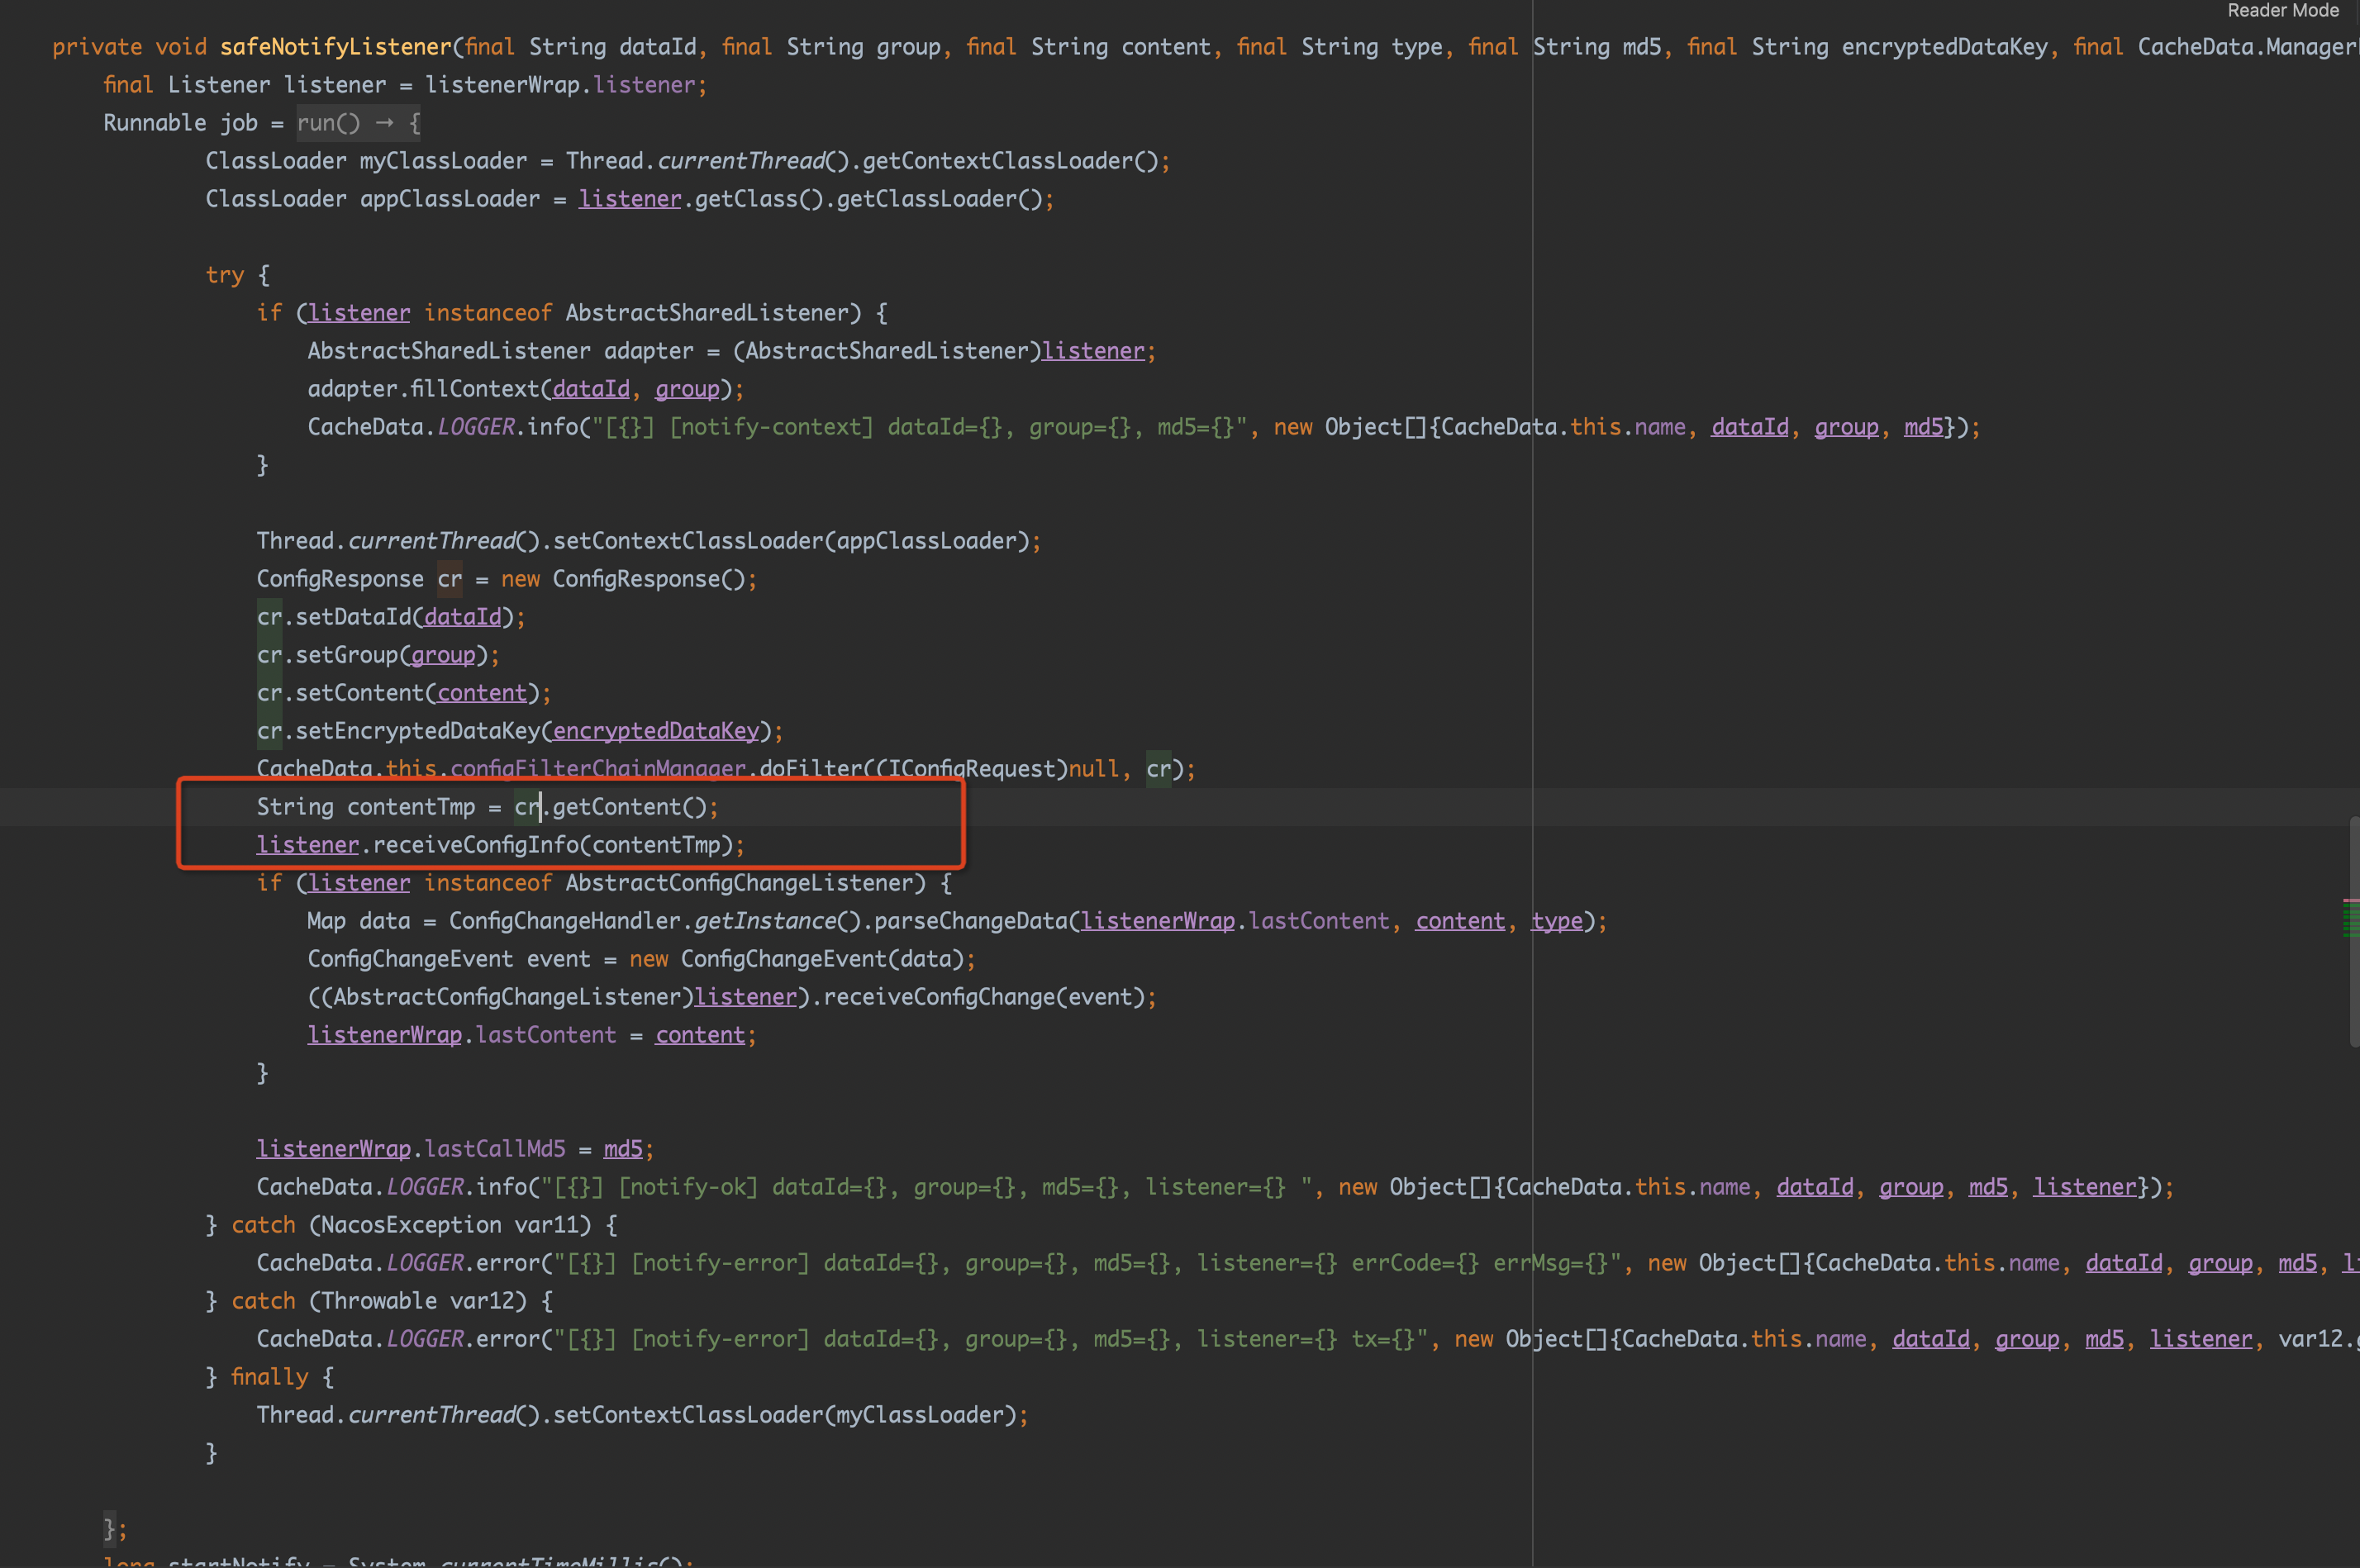 Reader Mode
private void safeNotifyListener(final String dataId, final String group, final String content, final String type, final String md5, final String encryptedDataKey, final CacheData.Manager
final Listener listener = listenerWrap.listener;
Runnable job = run() → {
ClassLoader myClassLoader = Thread.currentThread().getContextClassLoader();
ClassLoader appClassLoader = listener.getClass().getClassLoader();
try {
if (listener instanceof AbstractSharedListener) {
AbstractSharedListener adapter = (AbstractSharedListener)listener;
adapter.fillContext(dataId, group);
CacheData.LOGGER.info("[{}] [notify-context] dataId={}, group={}, md5={}", new Object[]{CacheData.this.name, dataId, group, md5});
}
Thread.currentThread().setContextClassLoader(appClassLoader);
ConfigResponse cr = new ConfigResponse();
cr.setDataId(dataId);
cr.setGroup(group);
cr.setContent(content);
cr.setEncryptedDataKey(encryptedDataKey);
CacheData.this.configFilterChainManager.doFilter((IConfigRequest)null, cr);
String contentTmp = cr.getContent();
listener.receiveConfigInfo(contentTmp);
if (listener instanceof AbstractConfigChangeListener) {
Map data = ConfigChangeHandler.getInstance().parseChangeData(listenerWrap.lastContent, content, type);
ConfigChangeEvent event = new ConfigChangeEvent(data);
((AbstractConfigChangeListener)listener).receiveConfigChange(event);
listenerWrap.lastContent = content;
}
listenerWrap.lastCallMd5 = md5;
CacheData.LOGGER.info("[{}] [notify-ok] dataId={}, group={}, md5={}, listener={} ", new Object[]{CacheData.this.name, dataId, group, md5, listener});
} catch (NacosException var11) {
CacheData.LOGGER.error("[{}] [notify-error] dataId={}, group={}, md5={}, listener={} errCode={} errMsg={}", new Object[]{CacheData.this.name, dataId, group, md5, li
} catch (Throwable var12) {
CacheData.LOGGER.error("[{}] [notify-error] dataId={}, group={}, md5={}, listener={} tx={}", new Object[]{CacheData.this.name, dataId, group, md5, listener, var12.g
} finally {
Thread.currentThread().setContextClassLoader(myClassLoader);
}
};
long startNotify = System.currentTimeMillis();